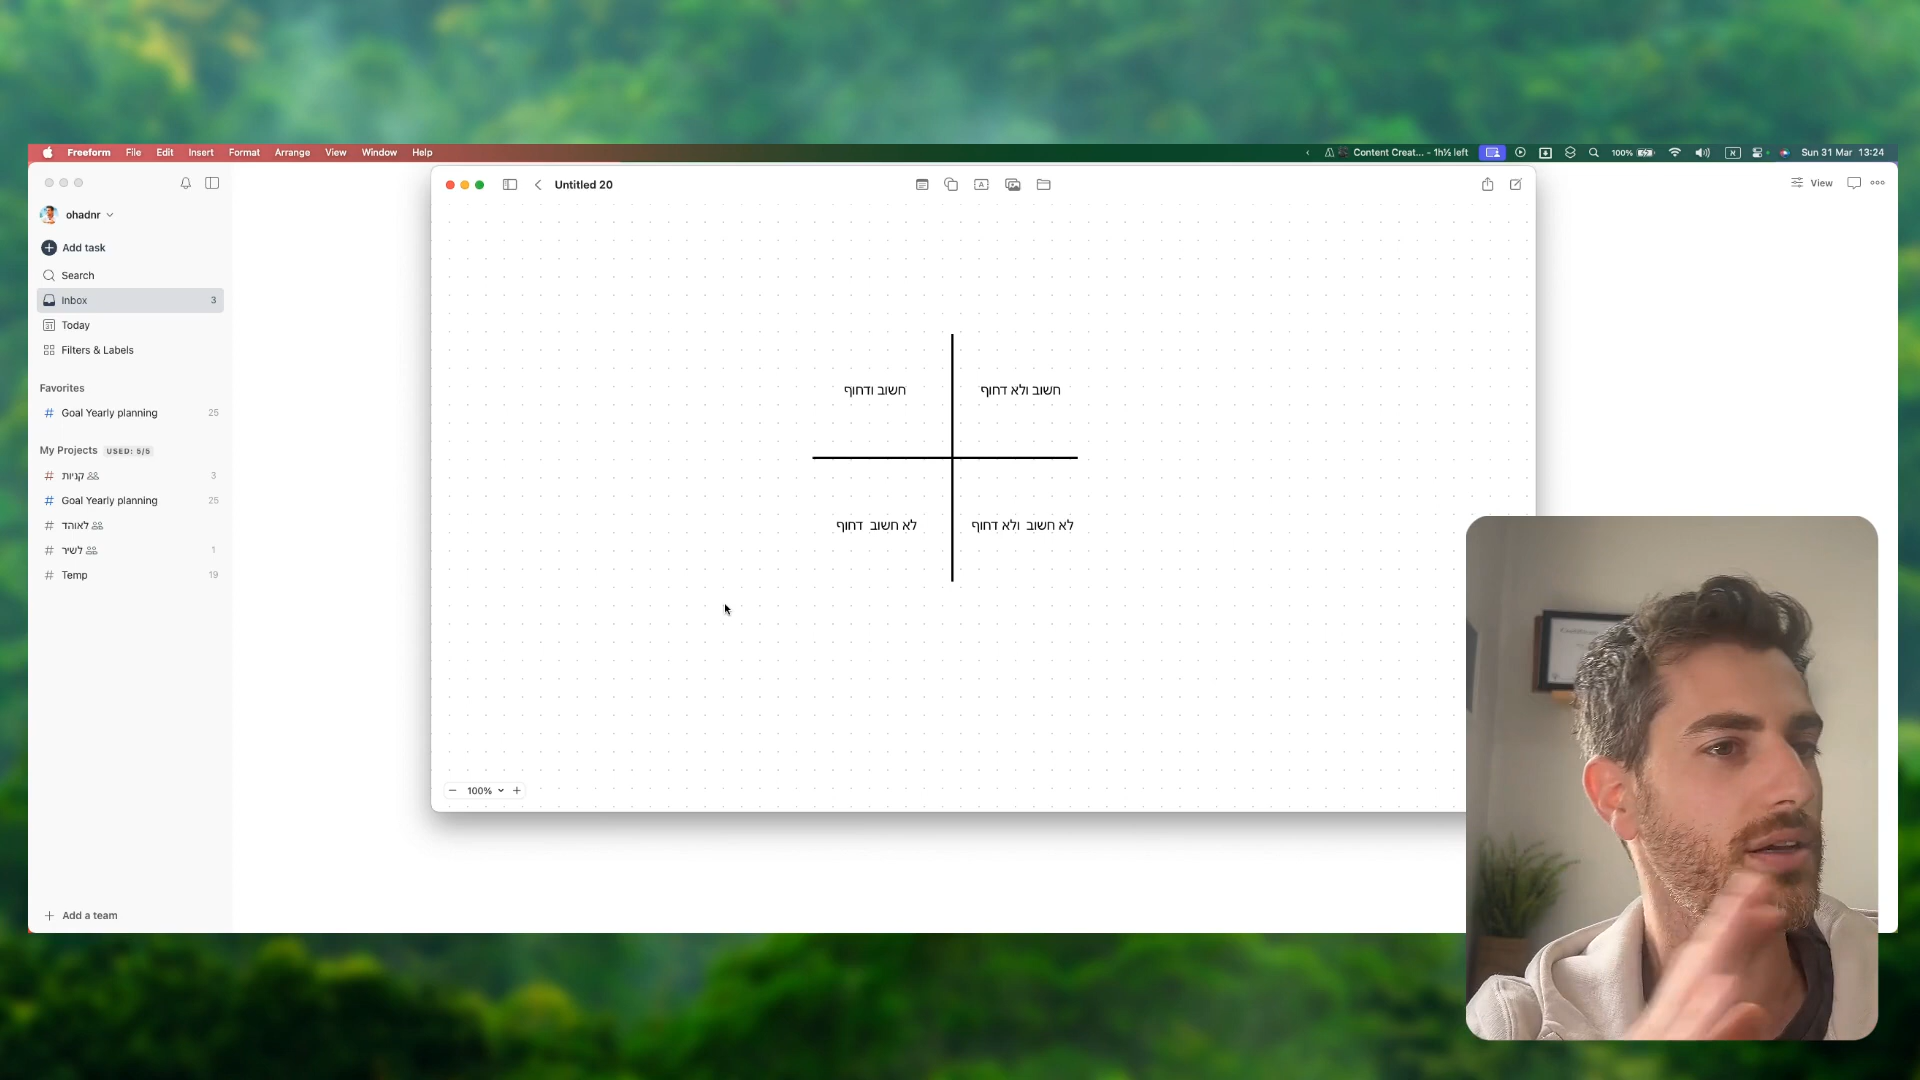 Freeform File Edit Insert Format Arrange View Window Help
Content Creat... - 1h½ left 100% א Sun 31 Mar 13:24
ohadnr
Add task
Search
Inbox 3
31 Today
Filters & Labels
Favorites
# Goal Yearly planning 25
My Projects USED: 5/5
# קניות 3
# Goal Yearly planning 25
# לאוהד
# לשיר 1
# Temp 19
Add a team
Untitled 20
A
View
חשוב ודחוף
חשוב ולא דחוף
לא חשוב דחוף
לא חשוב ולא דחוף
100%